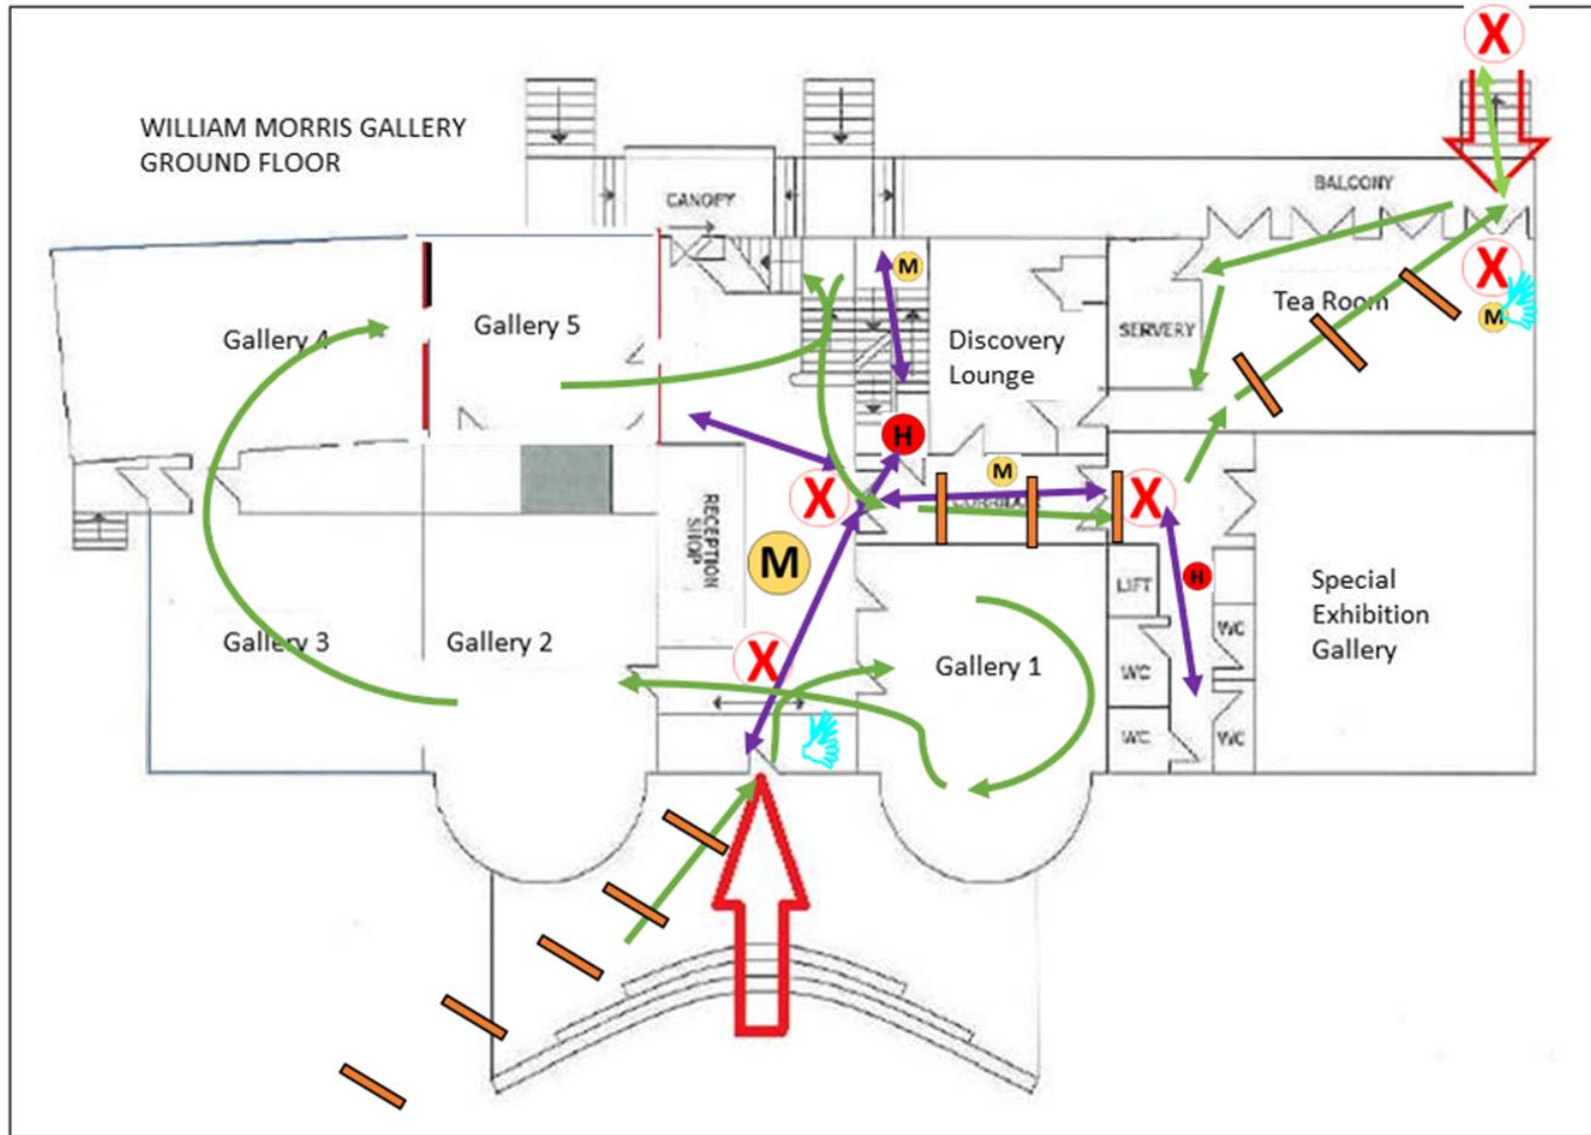 WILLIAM MORRIS GALLERY
GROUND FLOOR
X
CANOPY
BALCONY
M
X
Gallery 4
Gallery 5
Discovery
Lounge
SERVERY
Tea Room
M
H
M
X
X
CORRIDOR
RECEPTION
SHOP
M
LIFT
H
Special
Exhibition
Gallery
Gallery 3
Gallery 2
X
Gallery 1
WC
WC
WC
WC